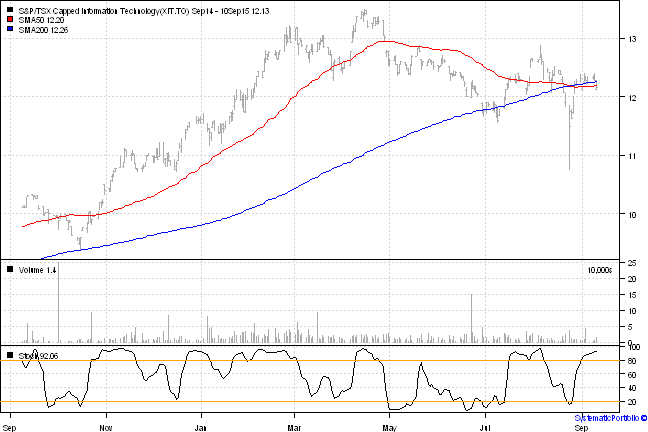 S&P/TSX Capped Information Technology(XIT.TO) Sep14 - 10Sep15 12.13
SMA50 12.20
SMA200 12.26
13
12
11
10
Volume 1.4
10,000s
25
20
15
10
5
0
Stoch 92.06
100
80
60
40
20
Sep
Nov
Jan
Mar
May
Jul
Sep
SystematicPortfolio ©